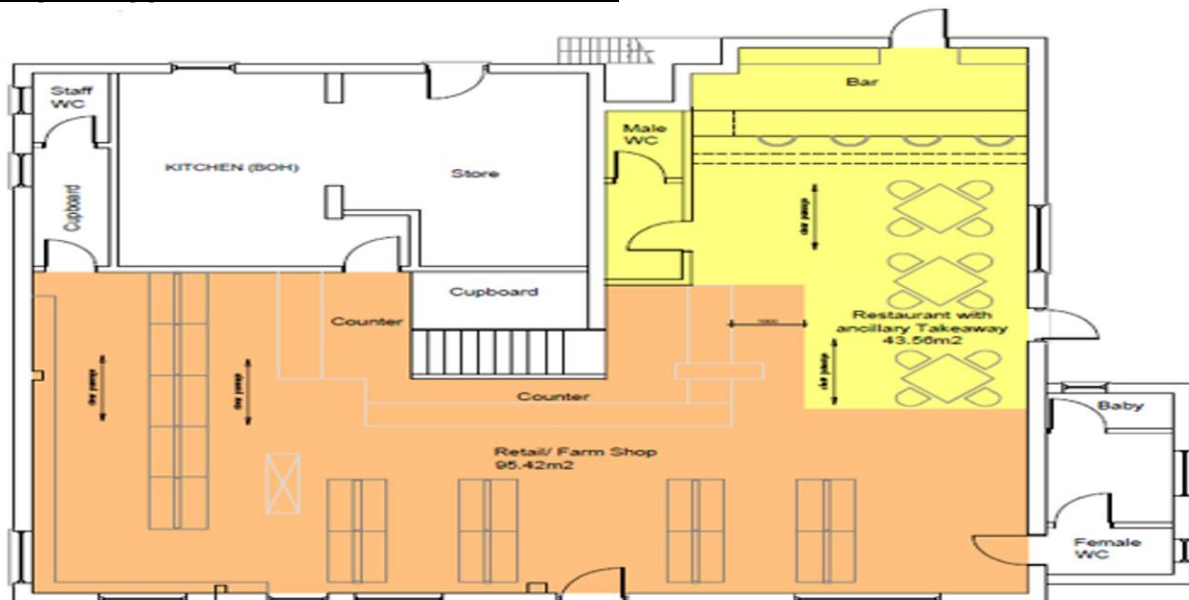 Staff
WC
KITCHEN (BOH)
Store
Cupboard
Male
WC
Bar
Cupboard
Counter
Restaurant with
ancillary Takeaway
43.56m2
Counter
Baby
Retail/ Farm Shop
95.42m2
Female
WC